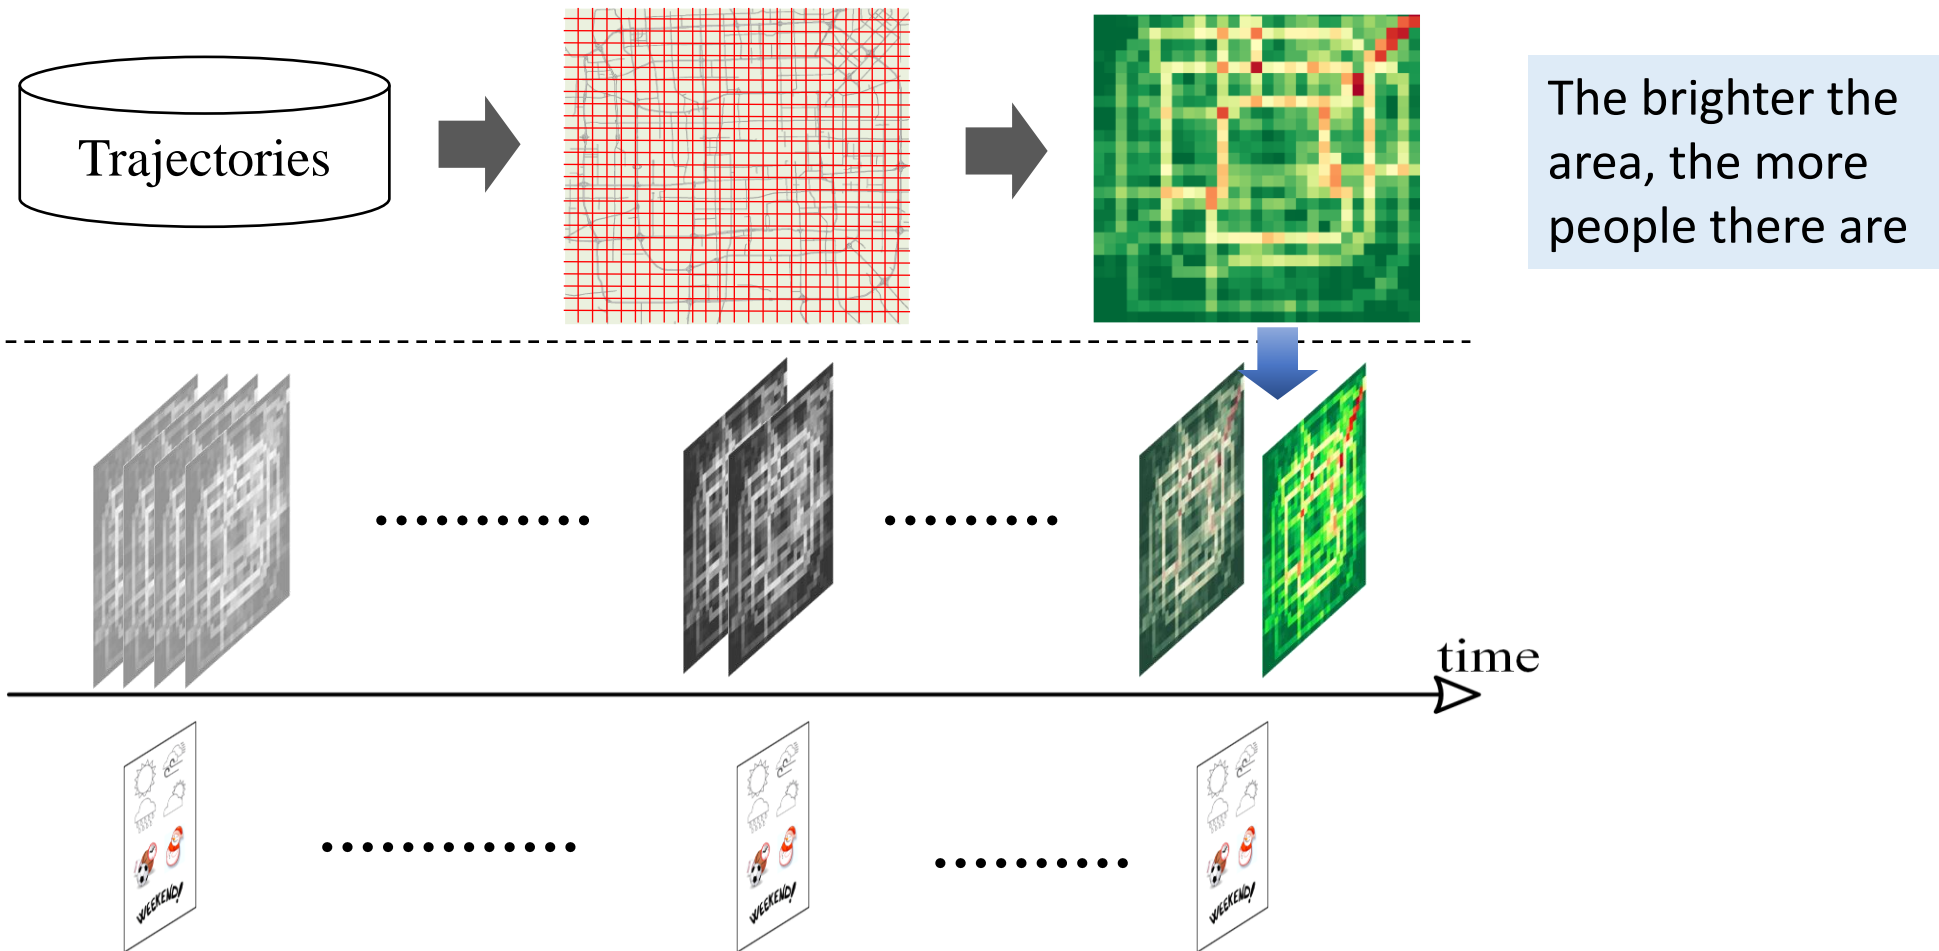 Trajectories
The brighter the
area, the more
people there are
time
WEEKEND!
WEEKEND!
WEEKEND!